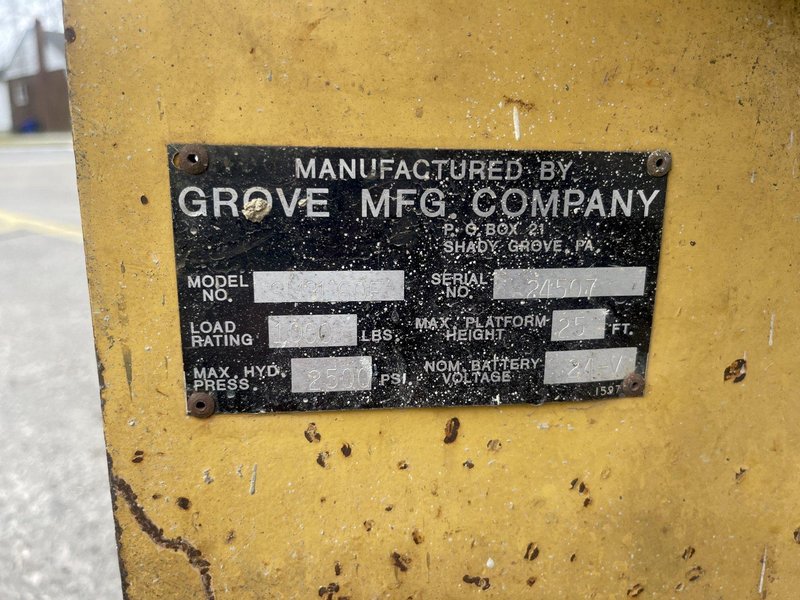 MANUFACTURED BY
GROVE MFG. COMPANY
P. O. BOX 21
SHADY GROVE, PA.
MODEL NO. SERIAL NO. 24507
LOAD RATING LBS. MAX. PLATFORM HEIGHT 25 FT.
MAX. HYD. PRESS. 2500 PSI NOM. BATTERY VOLTAGE 24-V
1597